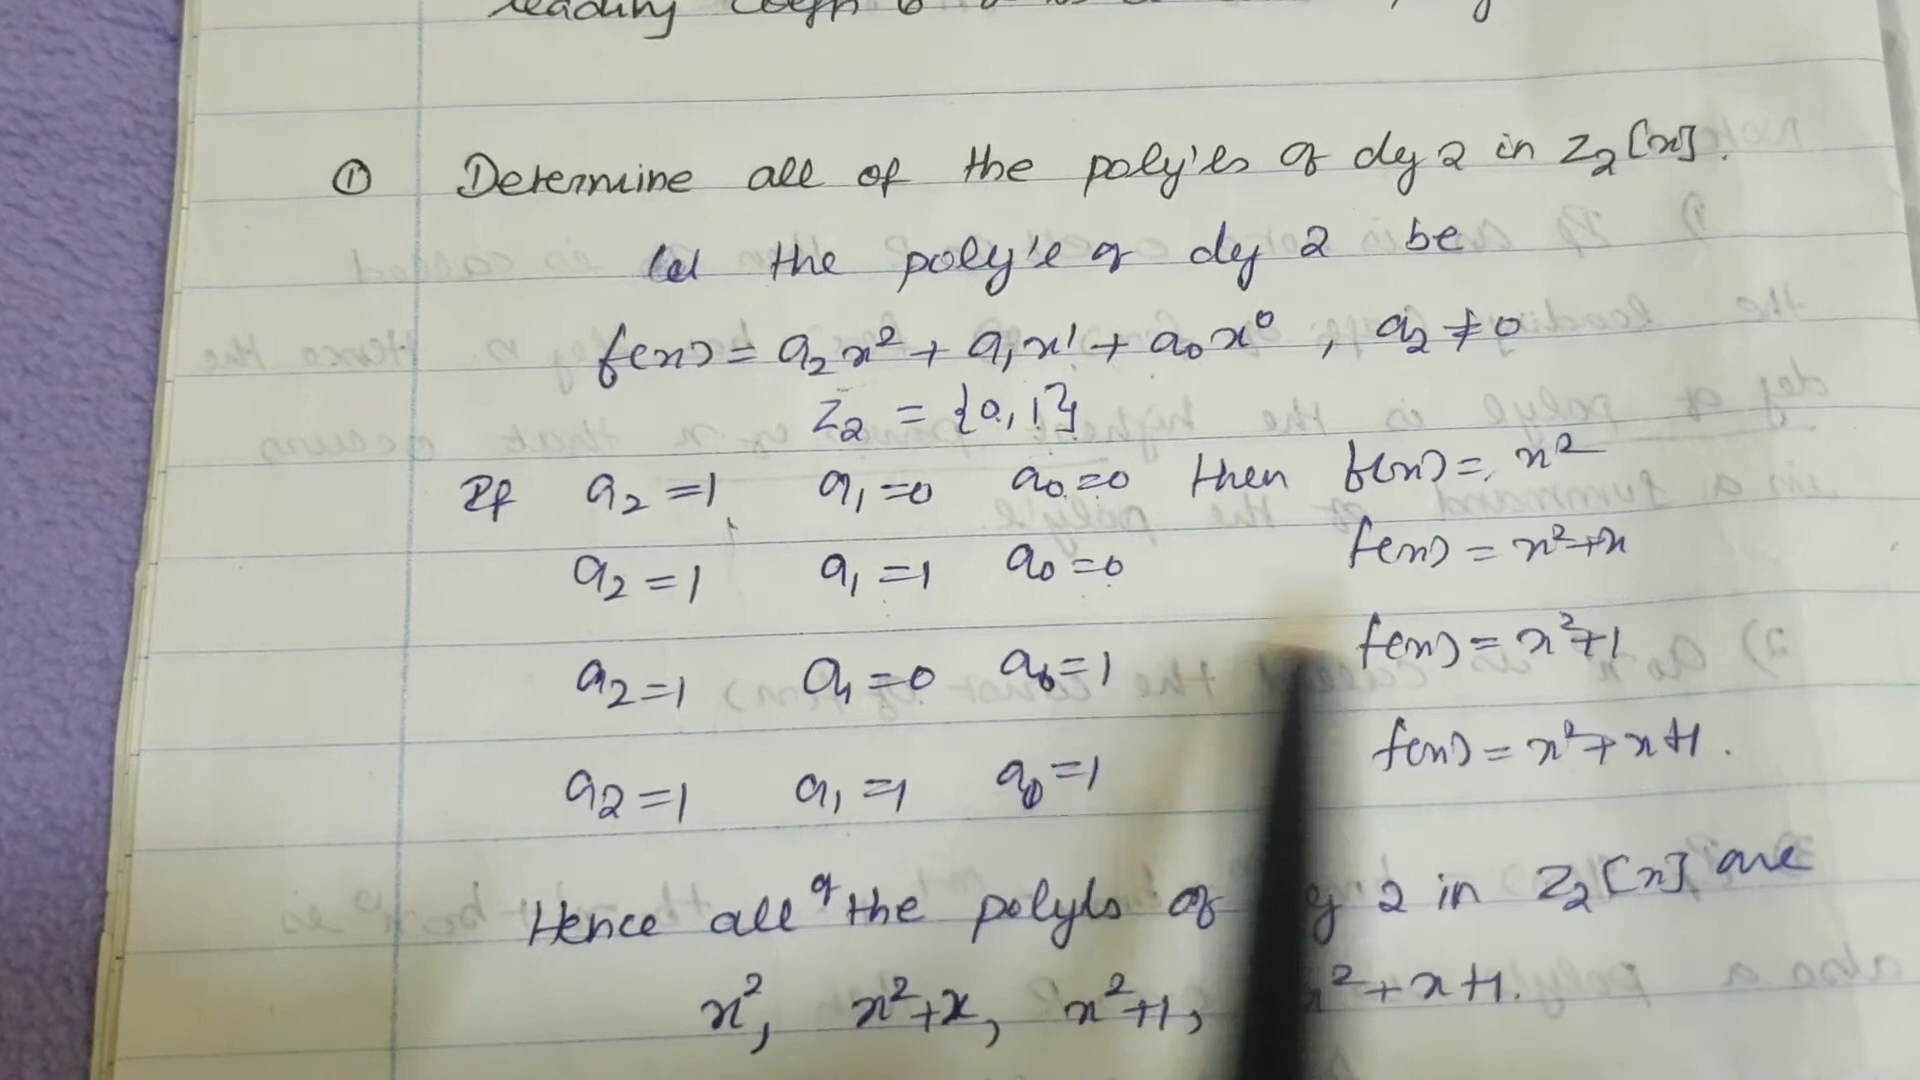 leading coeff
① Determine all of the poly'ls of deg 2 in Z₂[x].
Let the poly'l of deg 2 be
f(x) = a₂x² + a₁x¹ + a₀x⁰ , a₂ ≠ 0
Z₂ = {0, 1}
If a₂ = 1, a₁ = 0 a₀ = 0 then f(x) = x²
a₂ = 1 a₁ = 1 a₀ = 0 f(x) = x²+x
a₂ = 1 a₁ = 0 a₀ = 1 f(x) = x²+1
a₂ = 1 a₁ = 1 a₀ = 1 f(x) = x²+x+1.
Hence all of the polyls of g 2 in Z₂[x] are
x², x²+x, x²+1, x²+x+1.